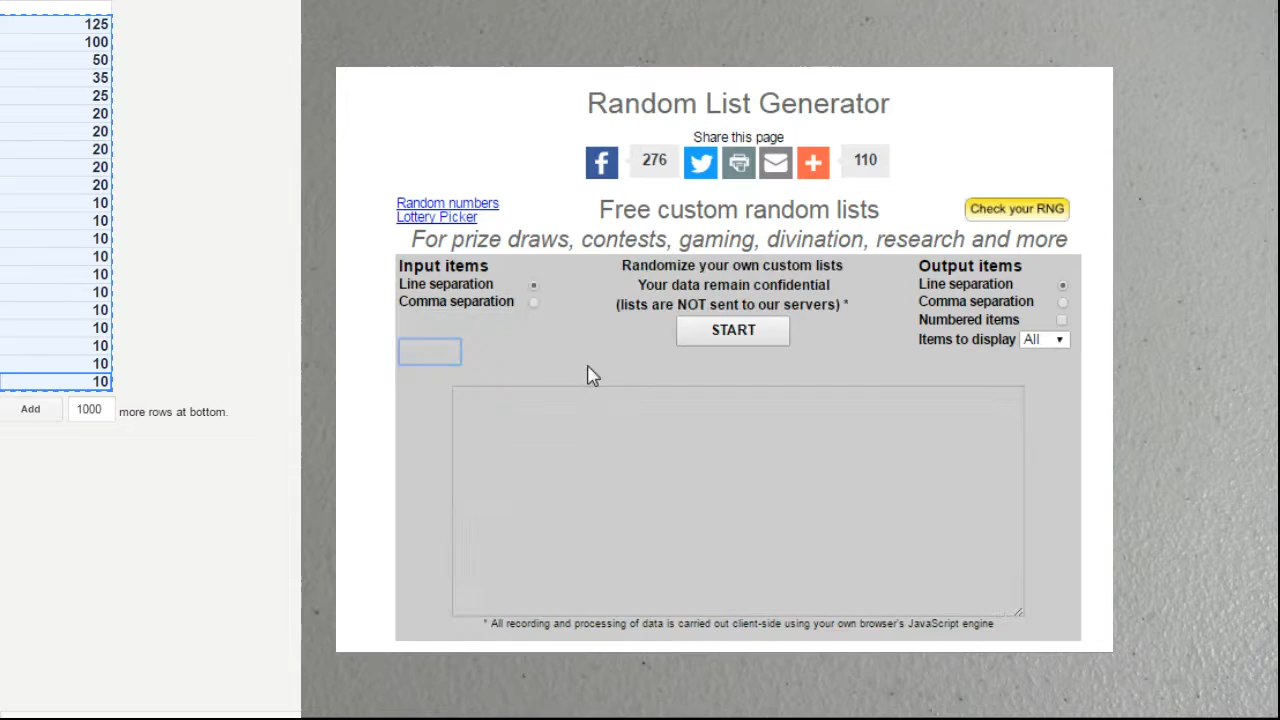 125
100
50
35
25
20
20
20
20
20
10
10
10
10
10
10
10
10
10
10
10
Add 1000 more rows at bottom.
Random List Generator
Share this page
f 276 110
Random numbers
Lottery Picker
Free custom random lists
Check your RNG
For prize draws, contests, gaming, divination, research and more
Input items
Line separation
Comma separation
Randomize your own custom lists
Your data remain confidential
(lists are NOT sent to our servers) *
START
Output items
Line separation
Comma separation
Numbered items
Items to display All
* All recording and processing of data is carried out client-side using your own browser's JavaScript engine